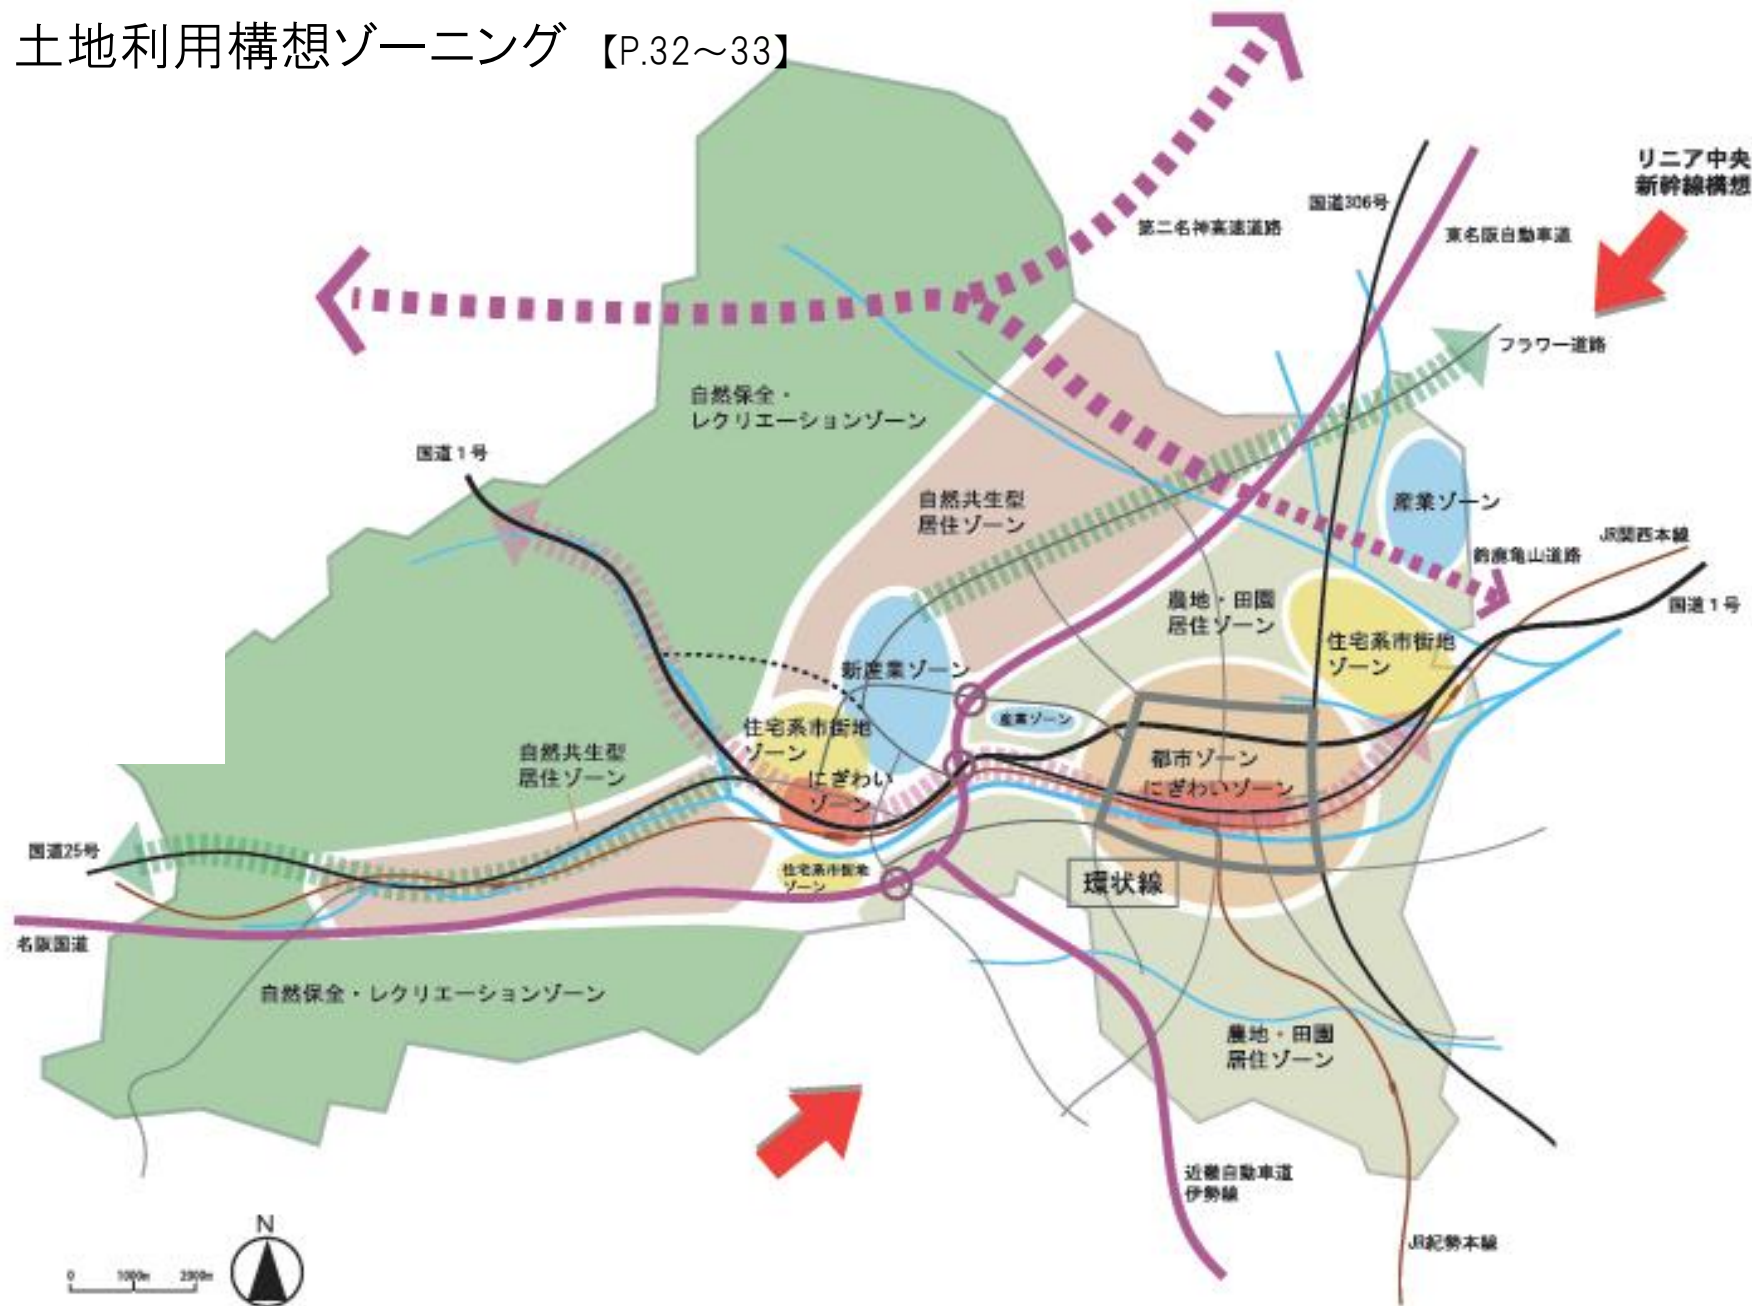 土地利用構想ゾーニング 【P.32～33】
リニア中央
新幹線構想
国道306号
第二名神高速道路
東名阪自動車道
フラワー道路
自然保全・
レクリエーションゾーン
国道1号
自然共生型
居住ゾーン
産業ゾーン
JR関西本線
鈴鹿亀山道路
国道1号
農地・田園
居住ゾーン
住宅系市街地
ゾーン
新産業ゾーン
産業ゾーン
住宅系市街地
ゾーン
自然共生型
居住ゾーン
都市ゾーン
にぎわい
ゾーン
にぎわいゾーン
国道25号
住宅系市街地
ゾーン
環状線
名阪国道
自然保全・レクリエーションゾーン
農地・田園
居住ゾーン
近畿自動車道
伊勢線
JR紀勢本線
N
0 1000m 2000m